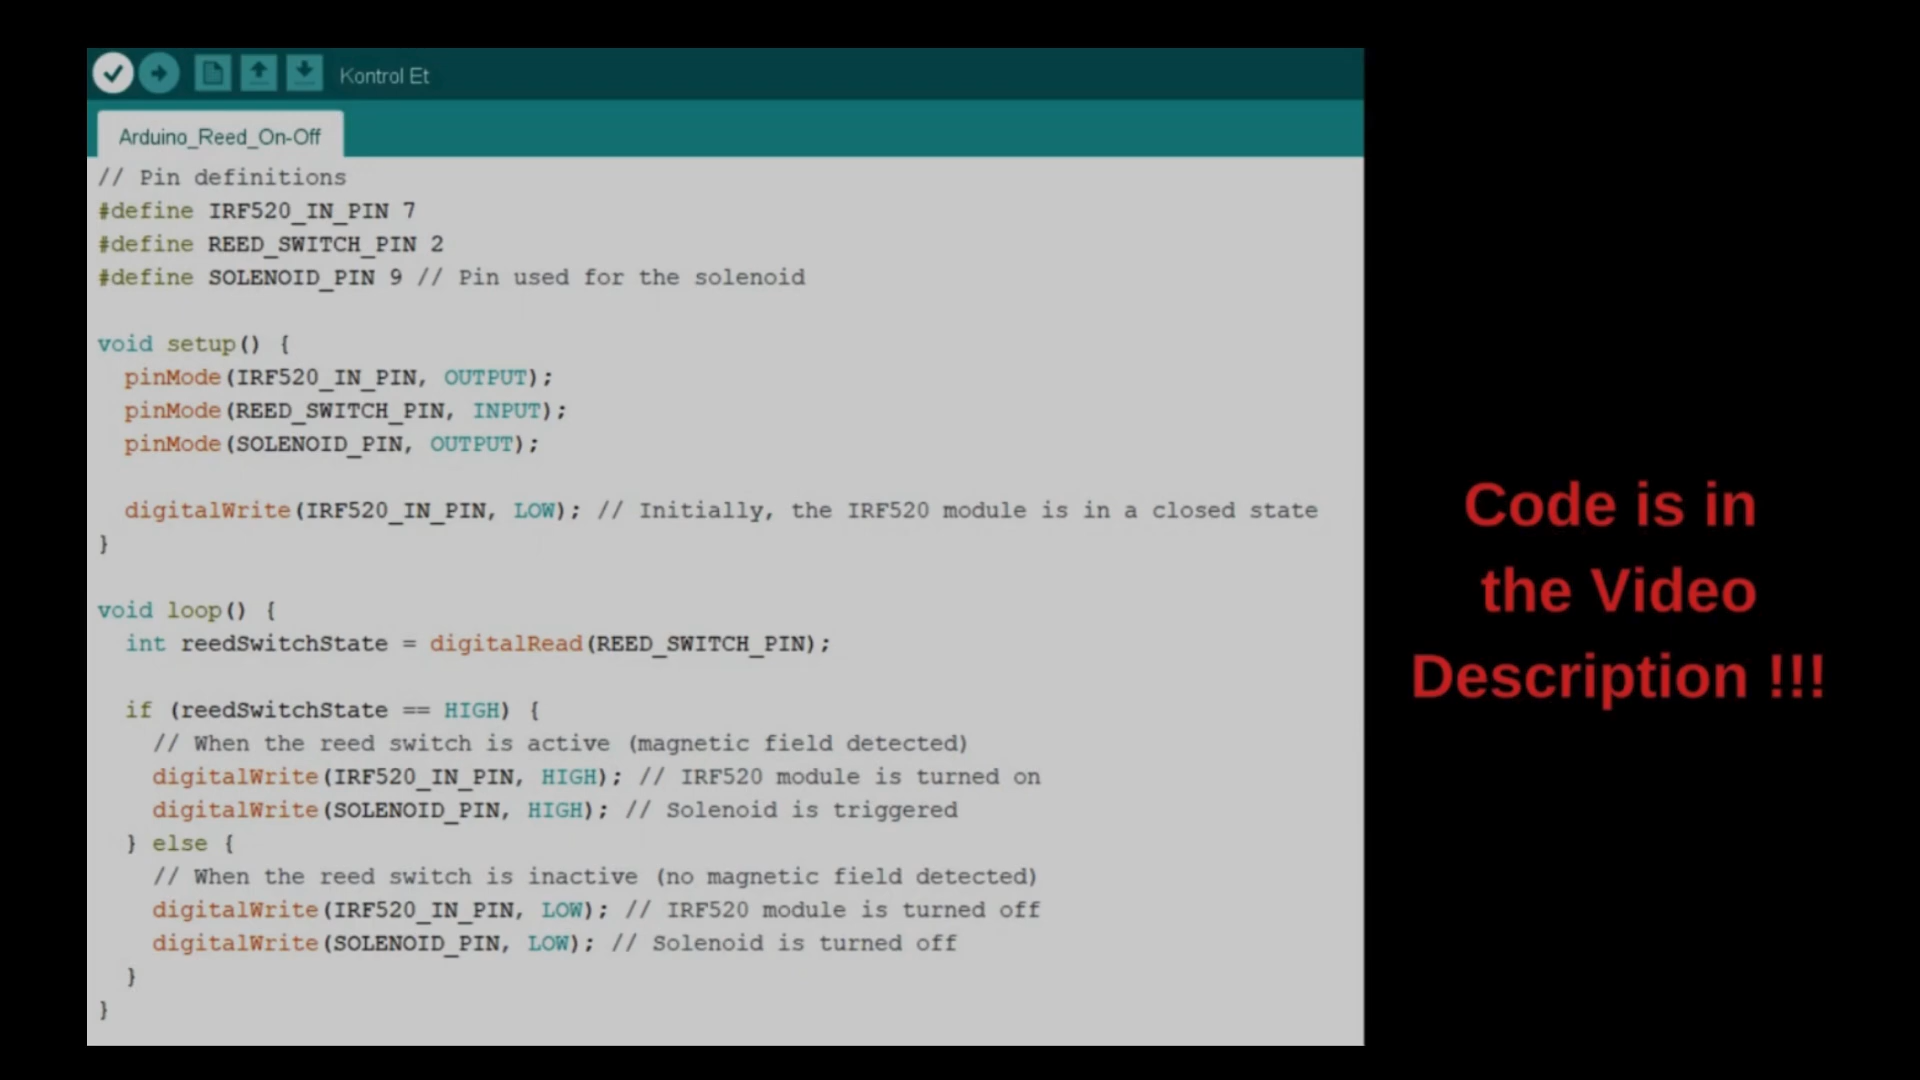 Kontrol Et
Arduino_Reed_On-Off
// Pin definitions
#define IRF520_IN_PIN 7
#define REED_SWITCH_PIN 2
#define SOLENOID_PIN 9 // Pin used for the solenoid
void setup() {
pinMode(IRF520_IN_PIN, OUTPUT);
pinMode(REED_SWITCH_PIN, INPUT);
pinMode(SOLENOID_PIN, OUTPUT);
digitalWrite(IRF520_IN_PIN, LOW); // Initially, the IRF520 module is in a closed state
}
void loop() {
int reedSwitchState = digitalRead(REED_SWITCH_PIN);
if (reedSwitchState == HIGH) {
// When the reed switch is active (magnetic field detected)
digitalWrite(IRF520_IN_PIN, HIGH); // IRF520 module is turned on
digitalWrite(SOLENOID_PIN, HIGH); // Solenoid is triggered
} else {
// When the reed switch is inactive (no magnetic field detected)
digitalWrite(IRF520_IN_PIN, LOW); // IRF520 module is turned off
digitalWrite(SOLENOID_PIN, LOW); // Solenoid is turned off
}
}
Code is in
the Video
Description !!!